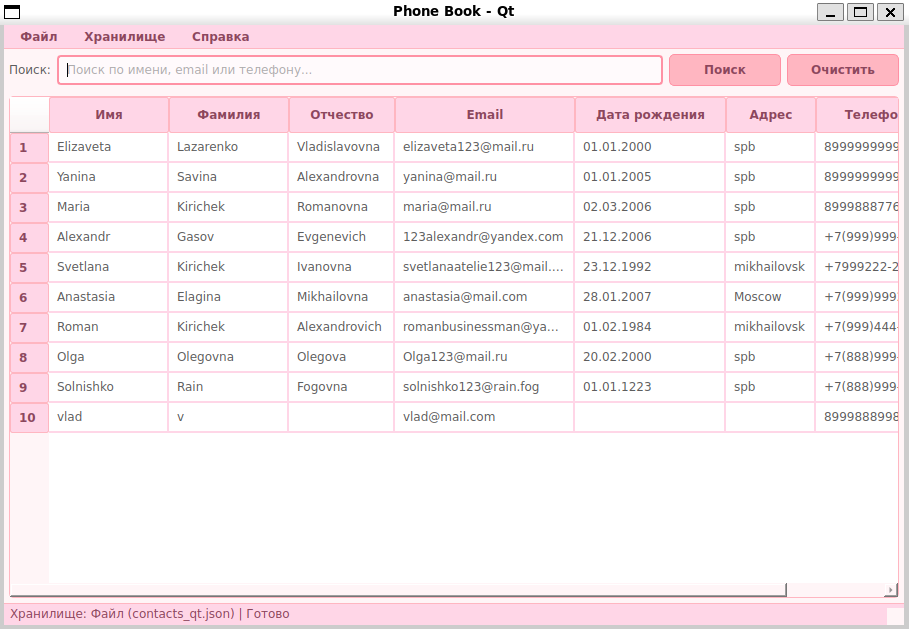 Phone Book - Qt
Файл Хранилище Справка
Поиск: Поиск по имени, email или телефону... Поиск Очистить
Имя Фамилия Отчество Email Дата рождения Адрес Телефо
1 Elizaveta Lazarenko Vladislavovna elizaveta123@mail.ru 01.01.2000 spb 8999999999
2 Yanina Savina Alexandrovna yanina@mail.ru 01.01.2005 spb 8999999999
3 Maria Kirichek Romanovna maria@mail.ru 02.03.2006 spb 8999888776
4 Alexandr Gasov Evgenevich 123alexandr@yandex.com 21.12.2006 spb +7(999)999-
5 Svetlana Kirichek Ivanovna svetlanaatelie123@mail.... 23.12.1992 mikhailovsk +7999222-2
6 Anastasia Elagina Mikhailovna anastasia@mail.com 28.01.2007 Moscow +7(999)999
7 Roman Kirichek Alexandrovich romanbusinessman@ya... 01.02.1984 mikhailovsk +7(999)444-
8 Olga Olegovna Olegova Olga123@mail.ru 20.02.2000 spb +7(888)999-
9 Solnishko Rain Fogovna solnishko123@rain.fog 01.01.1223 spb +7(888)999-
10 vlad v vlad@mail.com 8999888998
Хранилище: Файл (contacts_qt.json) | Готово